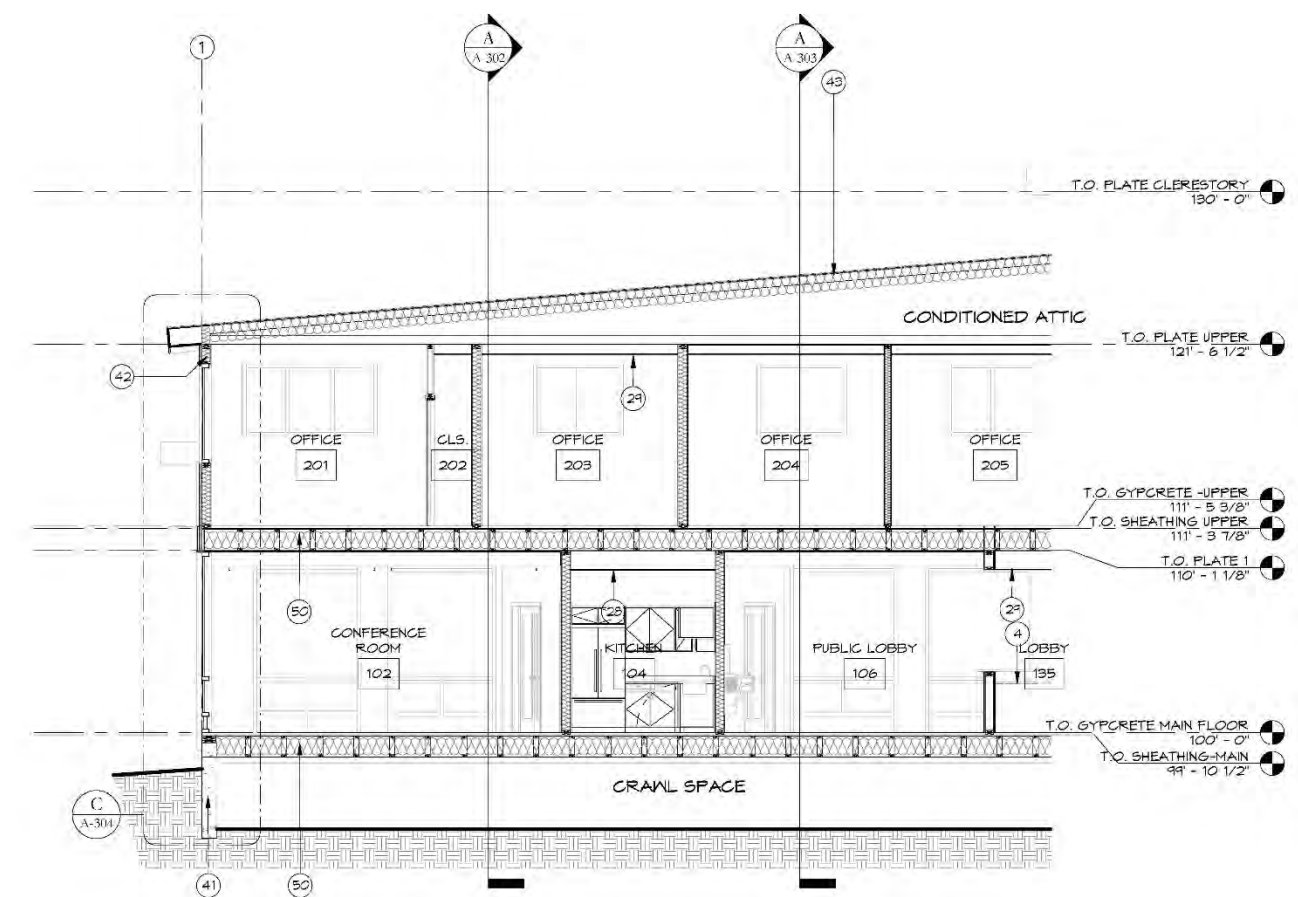 1
A
A-302
A
A-303
43
T.O. PLATE CLERESTORY
130' - 0"
CONDITIONED ATTIC
T.O. PLATE UPPER
121' - 6 1/2"
42
29
OFFICE
201
CLS.
202
OFFICE
203
OFFICE
204
OFFICE
205
T.O. GYPCRETE -UPPER
111' - 5 3/8"
T.O. SHEATHING UPPER
111' - 3 7/8"
T.O. PLATE 1
110' - 1 1/8"
50
28
29
4
CONFERENCE
ROOM
102
KITCHEN
104
PUBLIC LOBBY
106
LOBBY
135
T.O. GYPCRETE MAIN FLOOR
100' - 0"
T.O. SHEATHING-MAIN
99' - 10 1/2"
CRAWL SPACE
C
A-304
41
50